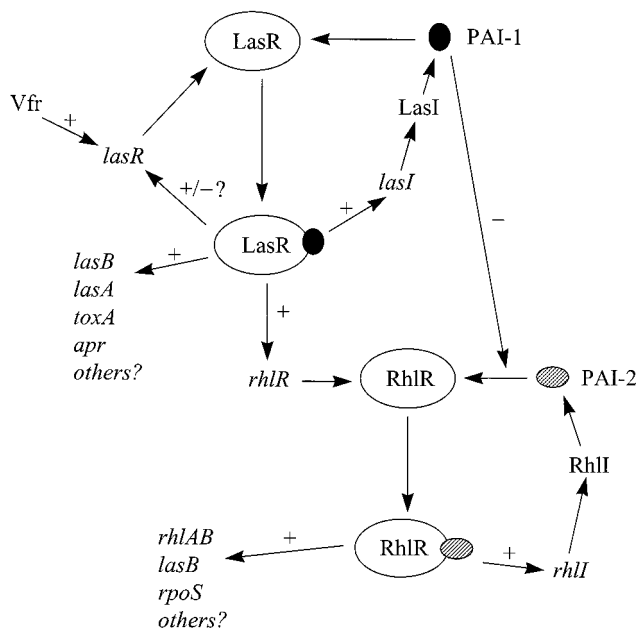 LasR
PAI-1
Vfr
+
LasI
lasR
lasI
+/−?
+
−
LasR
+
lasB
lasA
toxA
apr
others?
+
rhlR
RhlR
PAI-2
RhlI
rhlAB
lasB
rpoS
others?
+
RhlR
+
rhlI